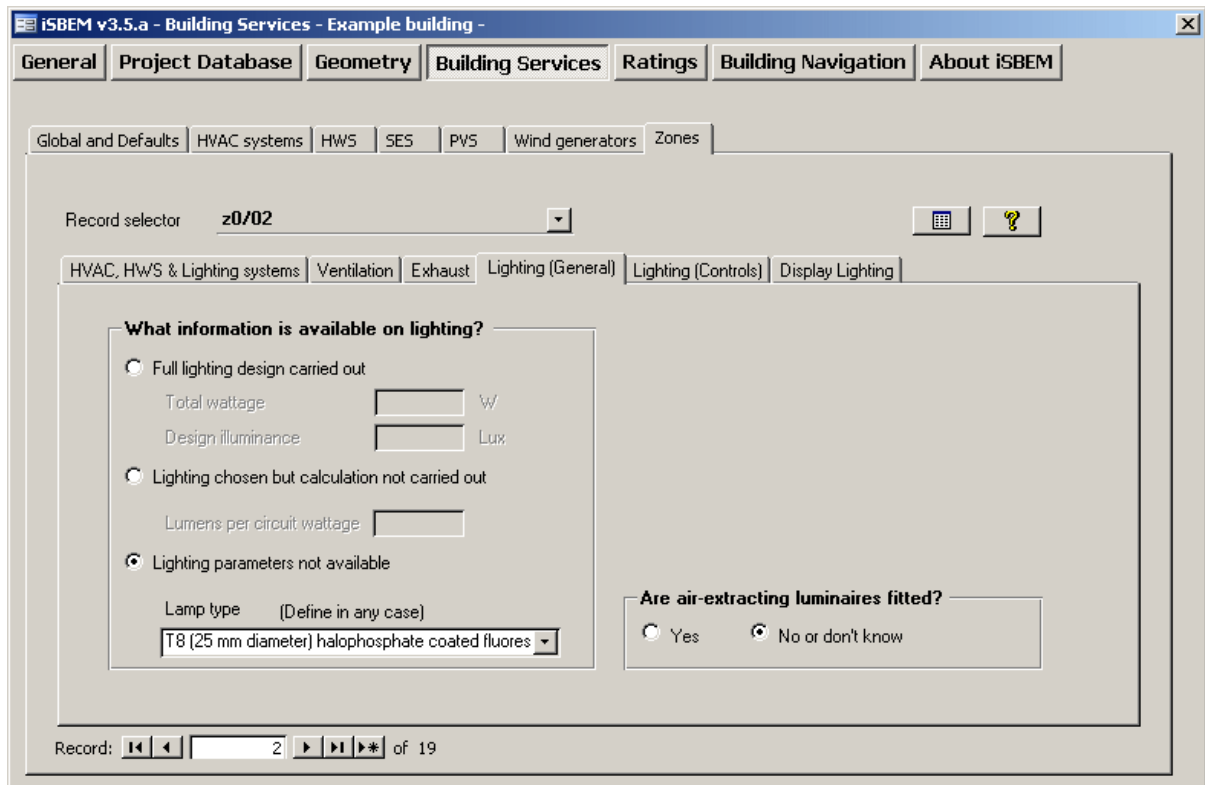 iSBEM v3.5.a - Building Services - Example building -
General Project Database Geometry Building Services Ratings Building Navigation About iSBEM
Global and Defaults HVAC systems HWS SES PVS Wind generators Zones
Record selector z0/02
HVAC, HWS & Lighting systems Ventilation Exhaust Lighting (General) Lighting (Controls) Display Lighting
What information is available on lighting?
Full lighting design carried out
Total wattage W
Design illuminance Lux
Lighting chosen but calculation not carried out
Lumens per circuit wattage
Lighting parameters not available
Lamp type (Define in any case)
T8 (25 mm diameter) halophosphate coated fluores
Are air-extracting luminaires fitted?
Yes No or don't know
Record: 2 of 19